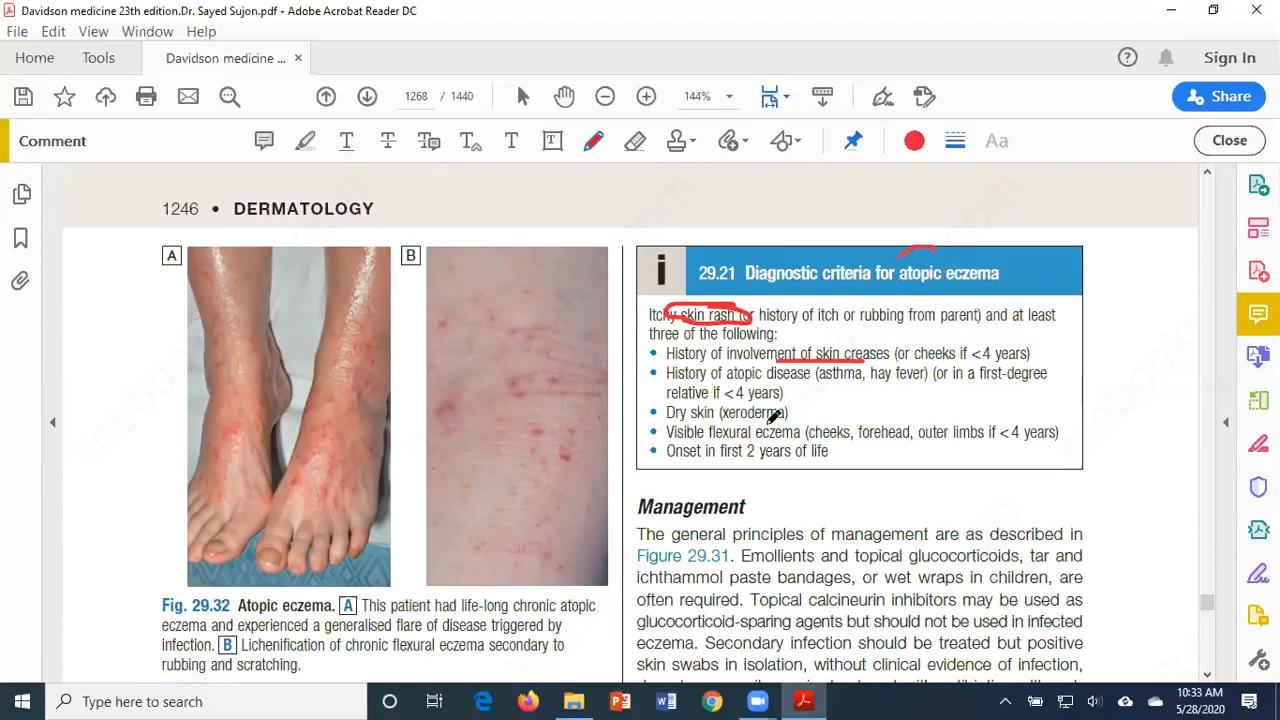 Davidson medicine 23th edition.Dr. Sayed Sujon.pdf - Adobe Acrobat Reader DC
File Edit View Window Help
Home Tools Davidson medicine ... × Sign In
1268 / 1440 144% Share
Comment Aa Close
1246 • DERMATOLOGY
A B
i 29.21 Diagnostic criteria for atopic eczema
Itchy skin rash (or history of itch or rubbing from parent) and at least
three of the following:
• History of involvement of skin creases (or cheeks if <4 years)
• History of atopic disease (asthma, hay fever) (or in a first-degree
relative if <4 years)
• Dry skin (xeroderma)
• Visible flexural eczema (cheeks, forehead, outer limbs if <4 years)
• Onset in first 2 years of life
Fig. 29.32 Atopic eczema. A This patient had life-long chronic atopic
eczema and experienced a generalised flare of disease triggered by
infection. B Lichenification of chronic flexural eczema secondary to
rubbing and scratching.
Management
The general principles of management are as described in
Figure 29.31. Emollients and topical glucocorticoids, tar and
ichthammol paste bandages, or wet wraps in children, are
often required. Topical calcineurin inhibitors may be used as
glucocorticoid-sparing agents but should not be used in infected
eczema. Secondary infection should be treated but positive
skin swabs in isolation, without clinical evidence of infection,
Type here to search
10:33 AM
5/28/2020